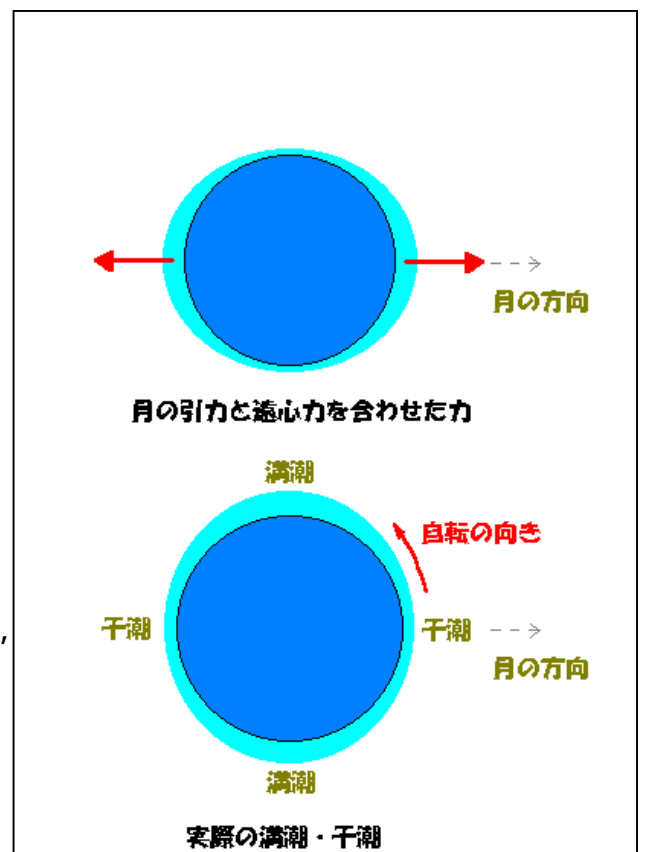 月の方向
月の引力と遠心力を合わせた力
満潮
自転の向き
干潮
干潮
月の方向
満潮
実際の満潮・干潮
,